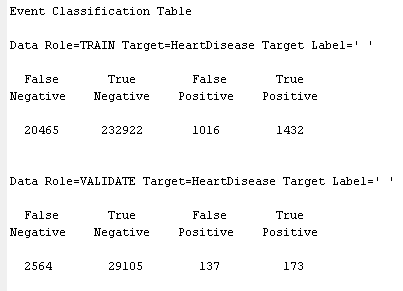 Event Classification Table
Data Role=TRAIN Target=HeartDisease Target Label=' '
False True False True
Negative Negative Positive Positive
20465 232922 1016 1432
Data Role=VALIDATE Target=HeartDisease Target Label=' '
False True False True
Negative Negative Positive Positive
2564 29105 137 173